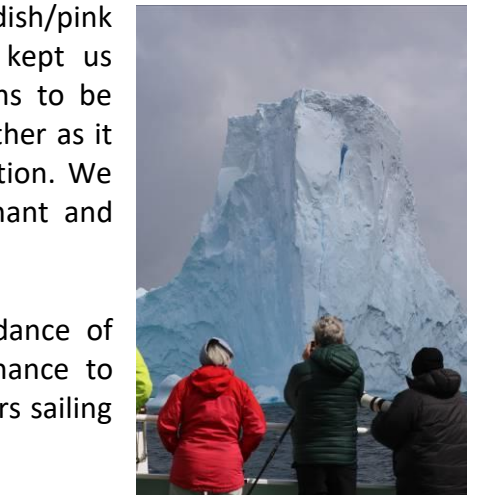 dish/pink
kept us
ns to be
ther as it
tion. We
nant and
dance of
nance to
rs sailing